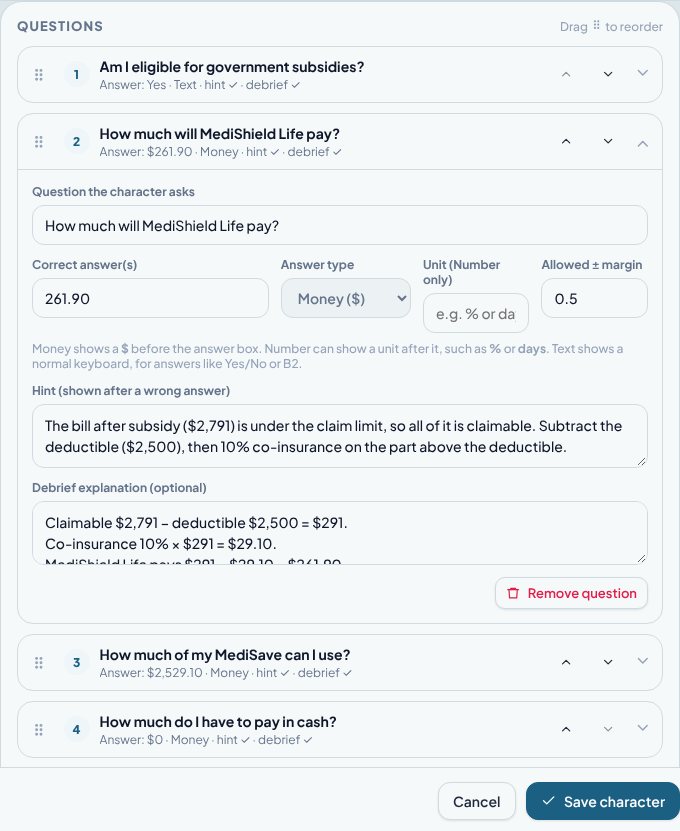 QUESTIONS
Drag ⠿ to reorder
1
Am I eligible for government subsidies?
Answer: Yes · Text · hint ✓ · debrief ✓
2
How much will MediShield Life pay?
Answer: $261.90 · Money · hint ✓ · debrief ✓
Question the character asks
How much will MediShield Life pay?
Correct answer(s)
Answer type
Unit (Number only)
Allowed ± margin
261.90
Money ($)
e.g. % or da
0.5
Money shows a $ before the answer box. Number can show a unit after it, such as % or days. Text shows a
normal keyboard, for answers like Yes/No or B2.
Hint (shown after a wrong answer)
The bill after subsidy ($2,791) is under the claim limit, so all of it is claimable. Subtract the
deductible ($2,500), then 10% co-insurance on the part above the deductible.
Debrief explanation (optional)
Claimable $2,791 – deductible $2,500 = $291.
Co-insurance 10% × $291 = $29.10.
MediShield Life pays $291 – $29.10 = $261.90
Remove question
3
How much of my MediSave can I use?
Answer: $2,529.10 · Money · hint ✓ · debrief ✓
4
How much do I have to pay in cash?
Answer: $0 · Money · hint ✓ · debrief ✓
Cancel
✓ Save character